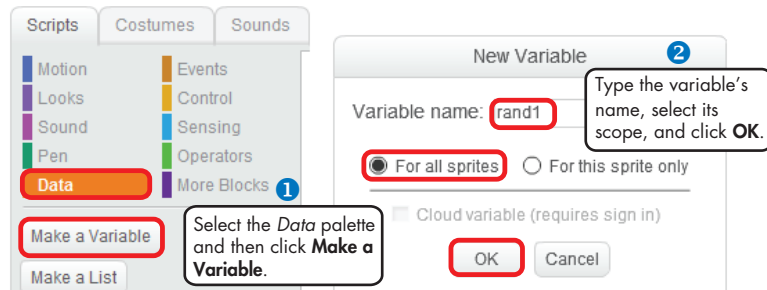 Scripts
Costumes
Sounds
Motion
Events
Looks
Control
Sound
Sensing
Pen
Operators
Data
More Blocks
1
Make a Variable
Make a List
Select the Data palette
and then click Make a
Variable.
New Variable
2
Variable name: rand1
Type the variable's
name, select its
scope, and click OK.
For all sprites
For this sprite only
Cloud variable (requires sign in)
OK
Cancel